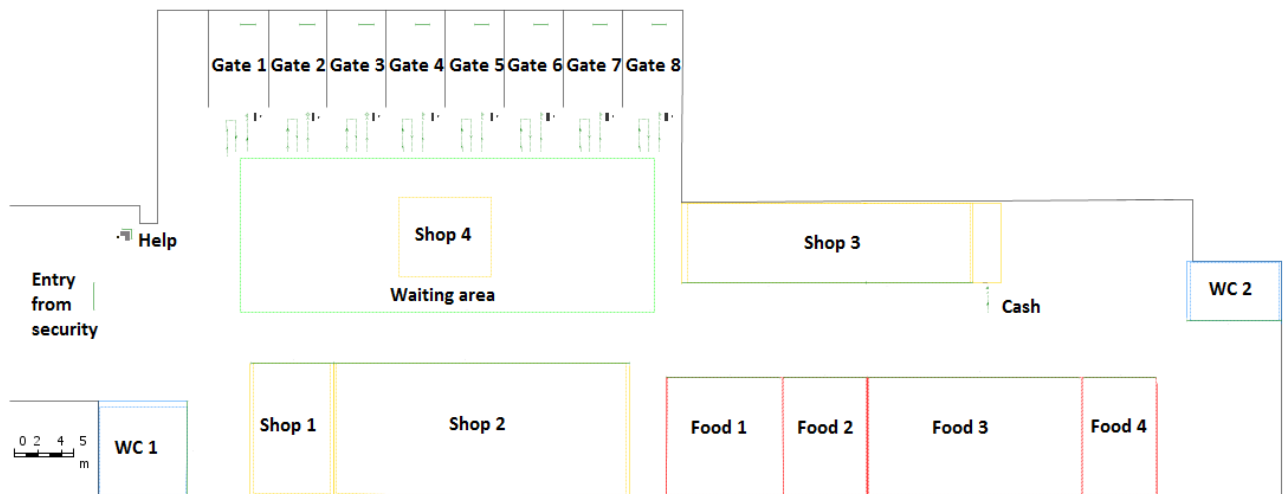 Gate 1 Gate 2 Gate 3 Gate 4 Gate 5 Gate 6 Gate 7 Gate 8
Help
Shop 4
Shop 3
Entry
from
security
Waiting area
Cash
WC 2
Shop 1
Shop 2
Food 1
Food 2
Food 3
Food 4
0 2 4 5
m
WC 1